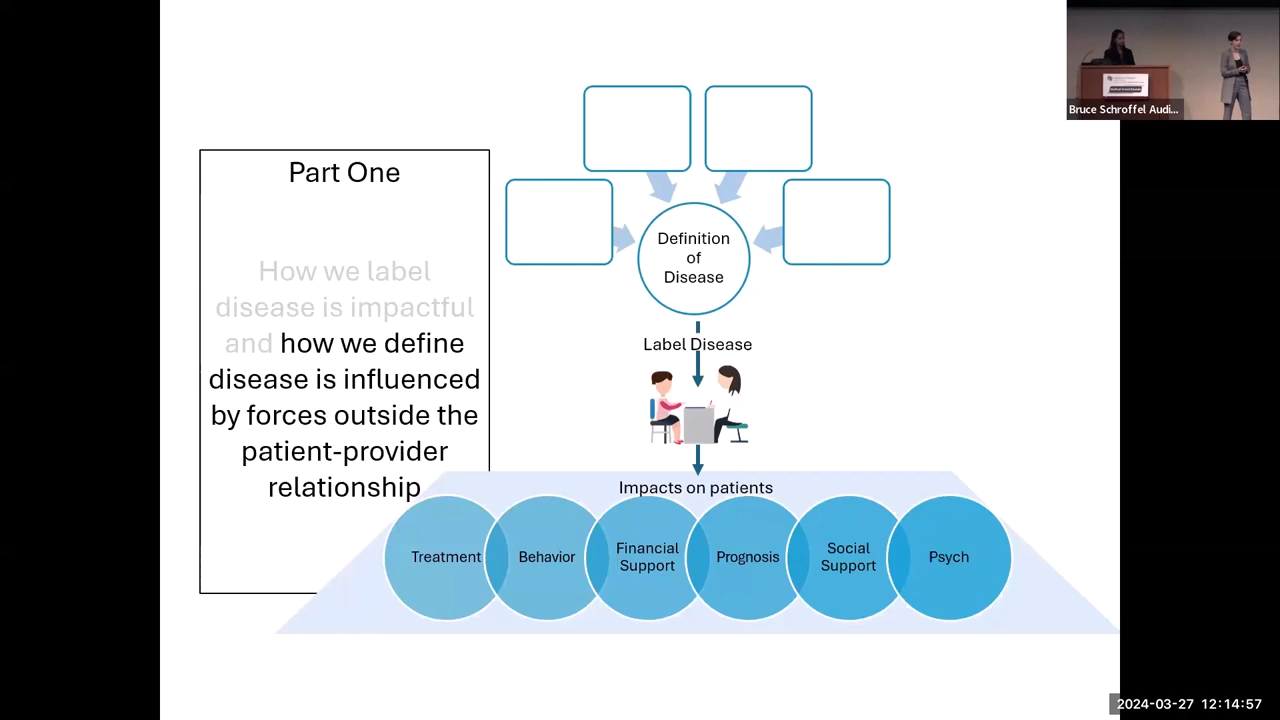 Part One
How we label
disease is impactful
and how we define
disease is influenced
by forces outside the
patient-provider
relationship
Definition
of
Disease
Label Disease
Impacts on patients
Treatment
Behavior
Financial
Support
Prognosis
Social
Support
Psych
Bruce Schroffel Audi...
2024-03-27 12:14:57